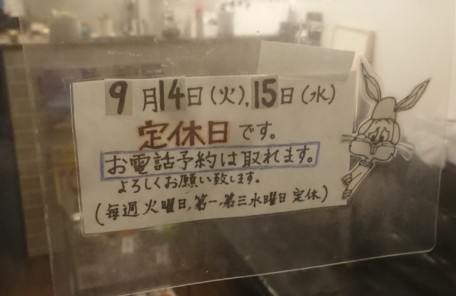 9月14日(火),15日(水)
定休日です。
お電話予約は取れます。
よろしくお願い致します。
(毎週火曜日,第一,第三水曜日定休)